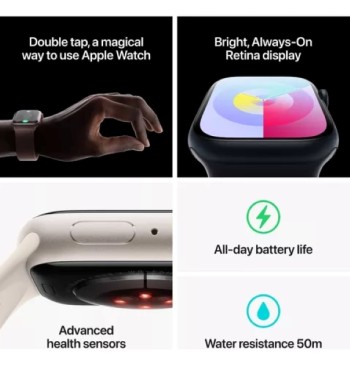 Double tap, a magical
way to use Apple Watch
Bright, Always-On
Retina display
Advanced
health sensors
All-day battery life
Water resistance 50m